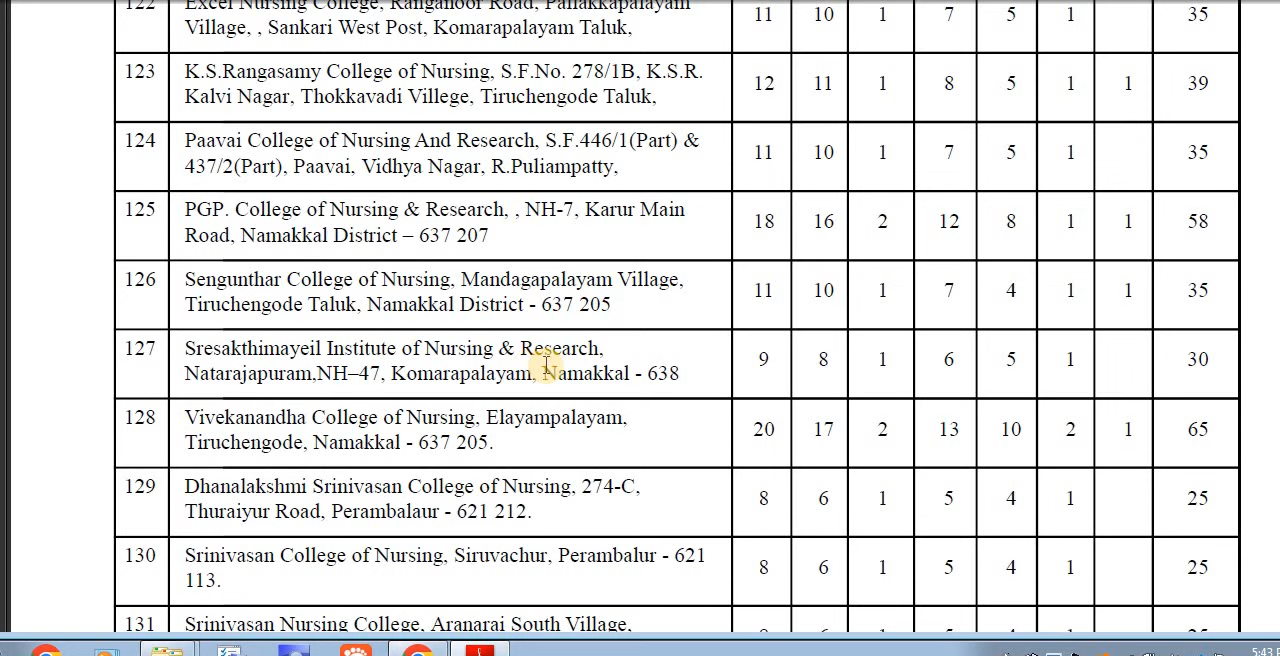 122 Excel Nursing College, Ranganoor Road, Pallakkapalayam
Village, , Sankari West Post, Komarapalayam Taluk, 11 10 1 7 5 1 35
123 K.S.Rangasamy College of Nursing, S.F.No. 278/1B, K.S.R.
Kalvi Nagar, Thokkavadi Villege, Tiruchengode Taluk, 12 11 1 8 5 1 1 39
124 Paavai College of Nursing And Research, S.F.446/1(Part) &
437/2(Part), Paavai, Vidhya Nagar, R.Puliampatty, 11 10 1 7 5 1 35
125 PGP. College of Nursing & Research, , NH-7, Karur Main
Road, Namakkal District – 637 207 18 16 2 12 8 1 1 58
126 Sengunthar College of Nursing, Mandagapalayam Village,
Tiruchengode Taluk, Namakkal District - 637 205 11 10 1 7 4 1 1 35
127 Sresakthimayeil Institute of Nursing & Research,
Natarajapuram,NH–47, Komarapalayam, Namakkal - 638 9 8 1 6 5 1 30
128 Vivekanandha College of Nursing, Elayampalayam,
Tiruchengode, Namakkal - 637 205. 20 17 2 13 10 2 1 65
129 Dhanalakshmi Srinivasan College of Nursing, 274-C,
Thuraiyur Road, Perambalaur - 621 212. 8 6 1 5 4 1 25
130 Srinivasan College of Nursing, Siruvachur, Perambalur - 621
113. 8 6 1 5 4 1 25
131 Srinivasan Nursing College, Aranarai South Village,
5:43